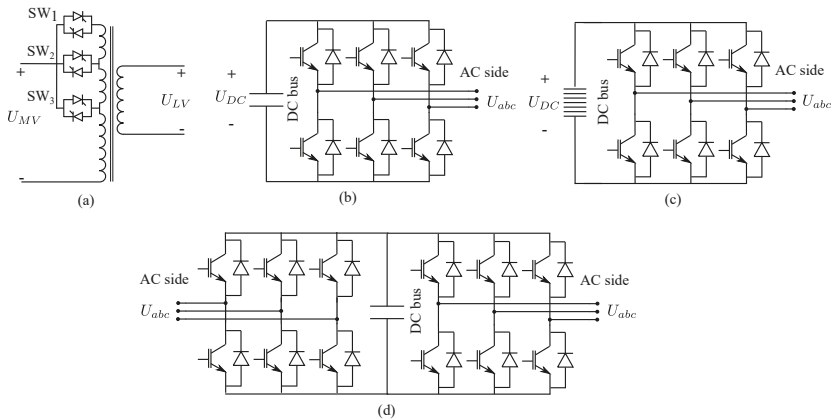 SW1
SW2
SW3
+
+
UMV
ULV
-
-
(a)
+
UDC
-
DC bus
AC side
Uabc
(b)
+
UDC
-
DC bus
AC side
Uabc
(c)
AC side
Uabc
DC bus
AC side
Uabc
(d)